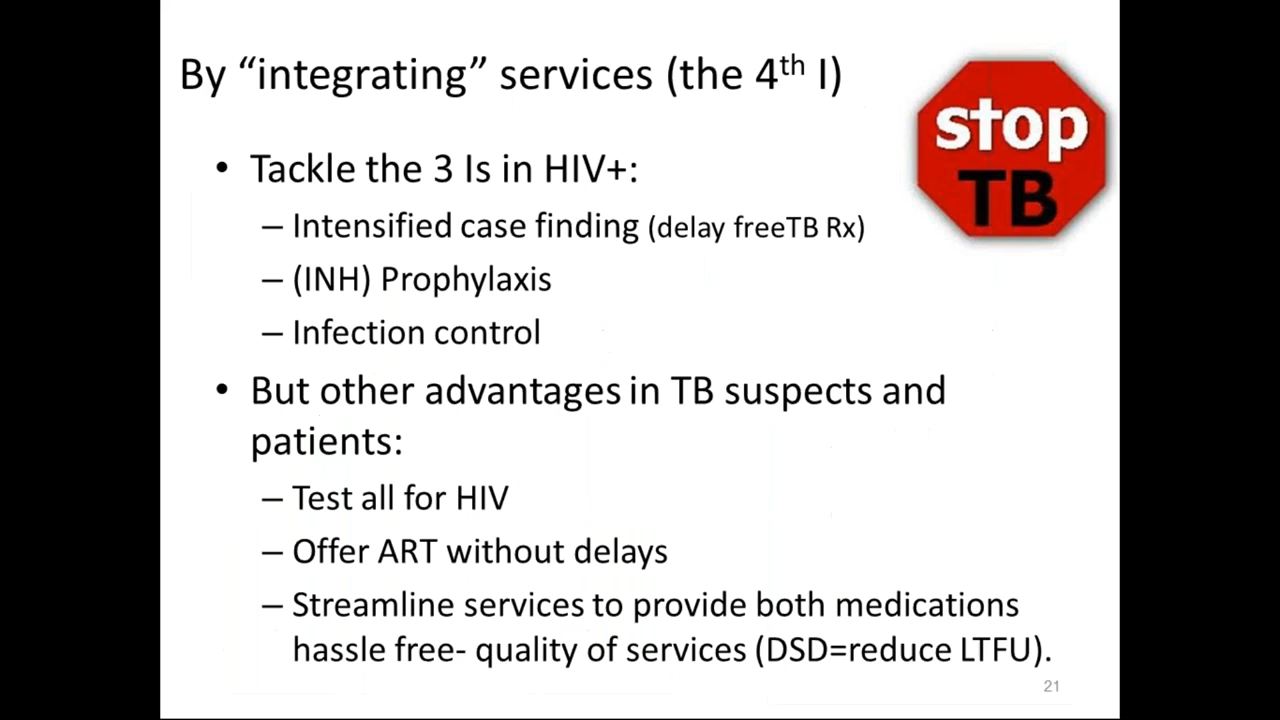 By “integrating” services (the 4th I)
stop
TB
• Tackle the 3 Is in HIV+:
– Intensified case finding (delay freeTB Rx)
– (INH) Prophylaxis
– Infection control
• But other advantages in TB suspects and
patients:
– Test all for HIV
– Offer ART without delays
– Streamline services to provide both medications
hassle free- quality of services (DSD=reduce LTFU).
21